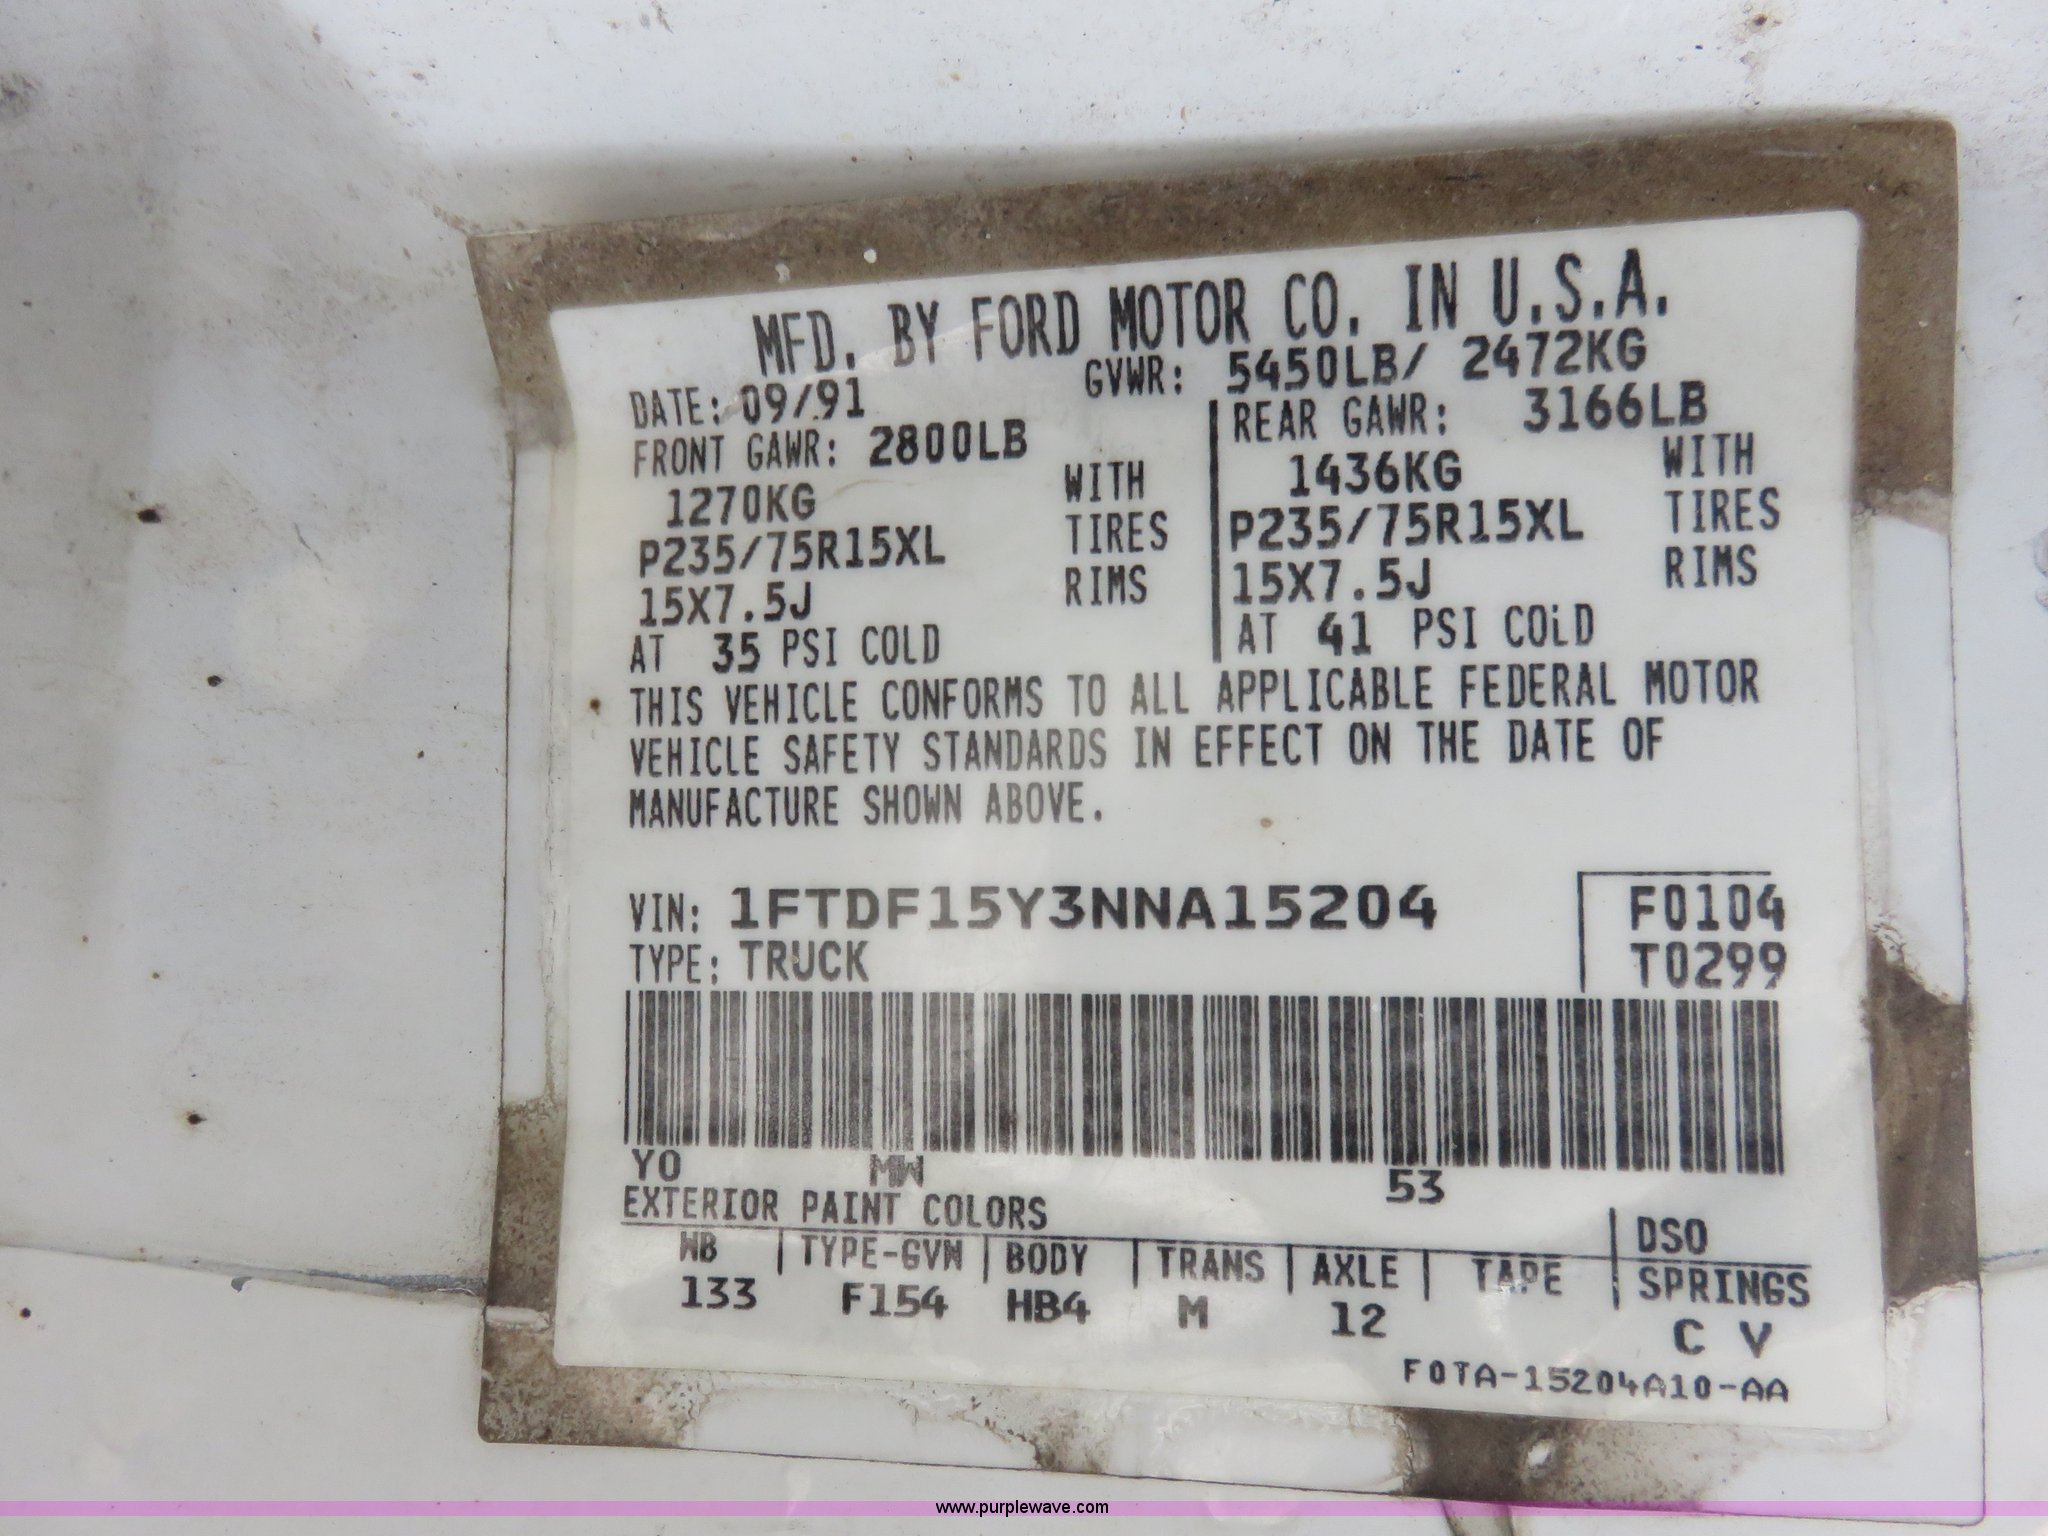 MFD. BY FORD MOTOR CO. IN U.S.A.
DATE: 09/91 GVWR: 5450LB/ 2472KG
FRONT GAWR: 2800LB REAR GAWR: 3166LB
1270KG WITH 1436KG WITH
P235/75R15XL TIRES P235/75R15XL TIRES
15X7.5J RIMS 15X7.5J RIMS
AT 35 PSI COLD AT 41 PSI COLD
THIS VEHICLE CONFORMS TO ALL APPLICABLE FEDERAL MOTOR
VEHICLE SAFETY STANDARDS IN EFFECT ON THE DATE OF
MANUFACTURE SHOWN ABOVE.
VIN: 1FTDF15Y3NNA15204 F0104
TYPE: TRUCK T0299
YO MW 53
EXTERIOR PAINT COLORS DSO
WB TYPE-GVN BODY TRANS AXLE TAPE SPRINGS
133 F154 HB4 M 12 C V
F0TA-15204A10-AA
www.purplewave.com